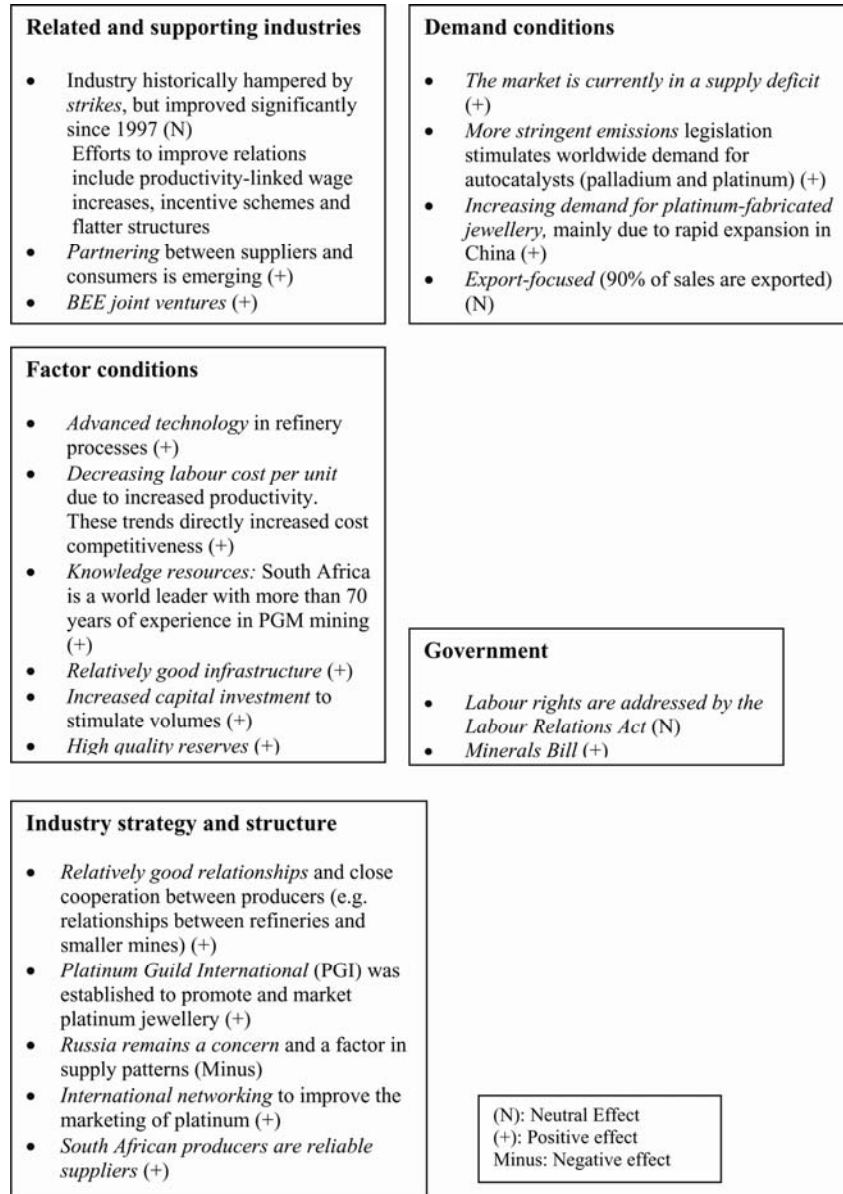 Related and supporting industries
• Industry historically hampered by
strikes, but improved significantly
since 1997 (N)
Efforts to improve relations
include productivity-linked wage
increases, incentive schemes and
flatter structures
• Partnering between suppliers and
consumers is emerging (+)
• BEE joint ventures (+)
Demand conditions
• The market is currently in a supply deficit
(+)
• More stringent emissions legislation
stimulates worldwide demand for
autocatalysts (palladium and platinum) (+)
• Increasing demand for platinum-fabricated
jewellery, mainly due to rapid expansion in
China (+)
• Export-focused (90% of sales are exported)
(N)
Factor conditions
• Advanced technology in refinery
processes (+)
• Decreasing labour cost per unit
due to increased productivity.
These trends directly increased cost
competitiveness (+)
• Knowledge resources: South Africa
is a world leader with more than 70
years of experience in PGM mining
(+)
• Relatively good infrastructure (+)
• Increased capital investment to
stimulate volumes (+)
• High quality reserves (+)
Government
• Labour rights are addressed by the
Labour Relations Act (N)
• Minerals Bill (+)
Industry strategy and structure
• Relatively good relationships and close
cooperation between producers (e.g.
relationships between refineries and
smaller mines) (+)
• Platinum Guild International (PGI) was
established to promote and market
platinum jewellery (+)
• Russia remains a concern and a factor in
supply patterns (Minus)
• International networking to improve the
marketing of platinum (+)
• South African producers are reliable
suppliers (+)
(N): Neutral Effect
(+): Positive effect
Minus: Negative effect